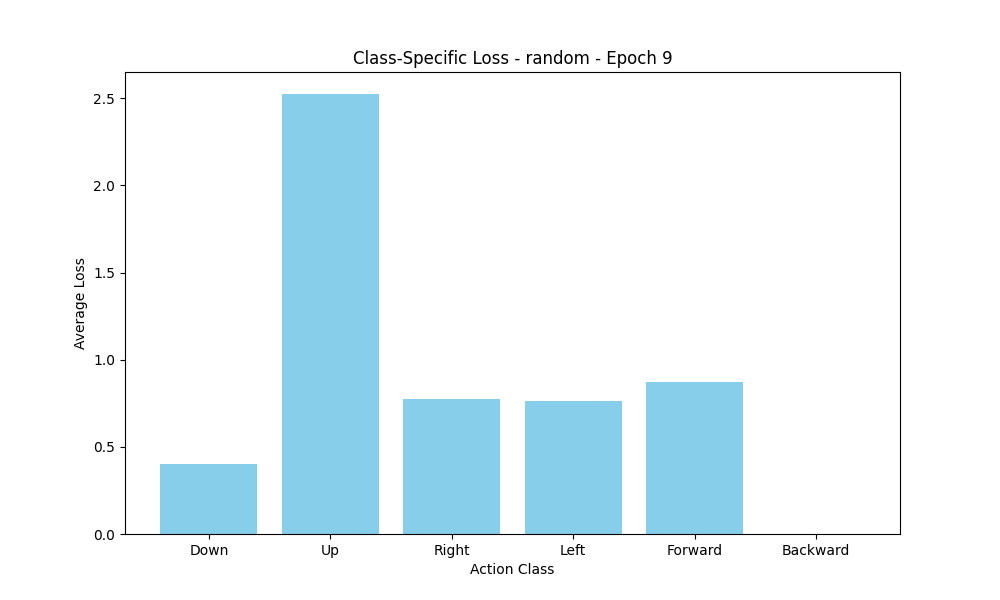 Class-Specific Loss - random - Epoch 9
2.5
2.0
1.5
1.0
0.5
0.0
Average Loss
Down Up Right Left Forward Backward
Action Class